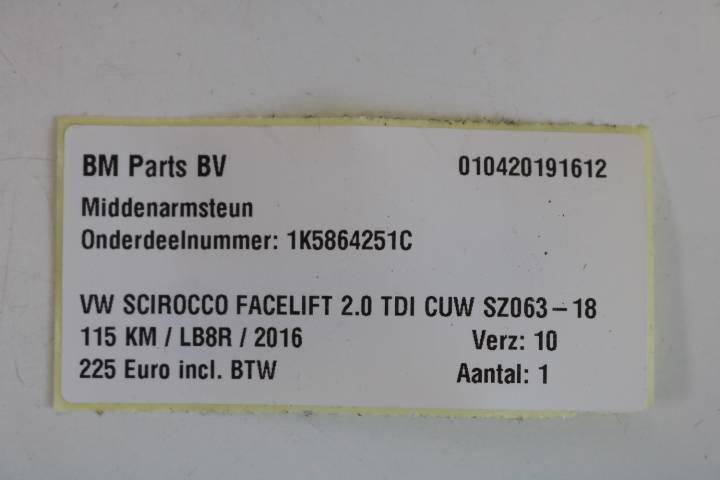 BM Parts BV 010420191612
Middenarmsteun
Onderdeelnummer: 1K5864251C
VW SCIROCCO FACELIFT 2.0 TDI CUW SZ063-18
115 KM / LB8R / 2016 Verz: 10
225 Euro incl. BTW Aantal: 1